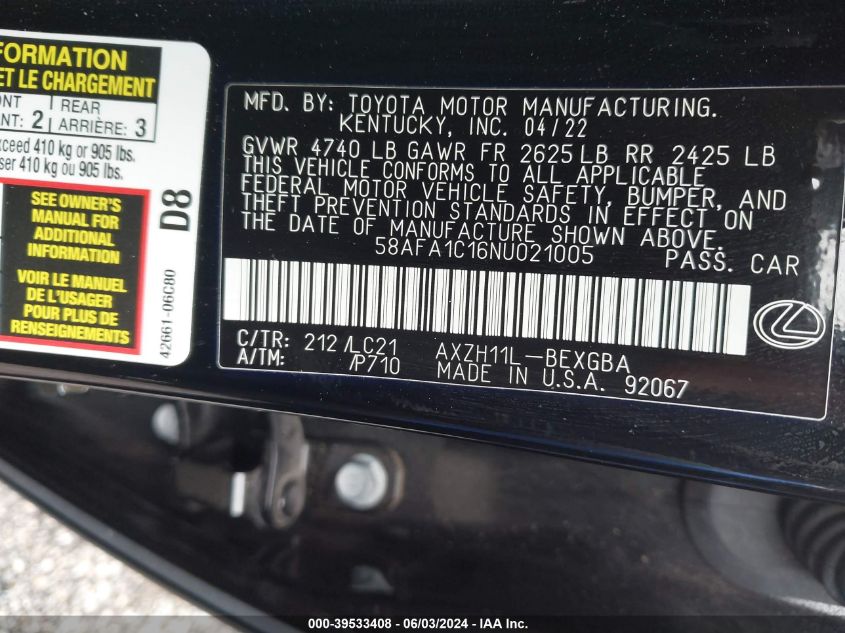 FORMATION
ET LE CHARGEMENT
REAR
2 ARRIÈRE: 3
exceed 410 kg or 905 lbs.
410 kg ou 905 lbs.
SEE OWNER'S
MANUAL FOR
ADDITIONAL
INFORMATION
VOIR LE MANUEL
DE L'USAGER
POUR PLUS DE
RENSEIGNEMENTS
D8
42661-06C80
MFD. BY: TOYOTA MOTOR MANUFACTURING.
KENTUCKY, INC. 04/22
GVWR 4740 LB GAWR FR 2625 LB RR 2425 LB
THIS VEHICLE CONFORMS TO ALL APPLICABLE
FEDERAL MOTOR VEHICLE SAFETY, BUMPER, AND
THEFT PREVENTION STANDARDS IN EFFECT ON
THE DATE OF MANUFACTURE SHOWN ABOVE.
58AFA1C16NU021005 PASS. CAR
C/TR: 212 /LC21 AXZH11L-BEXGBA
A/TM: /P710 MADE IN U.S.A. 92067
000-39533408 - 06/03/2024 - IAA Inc.